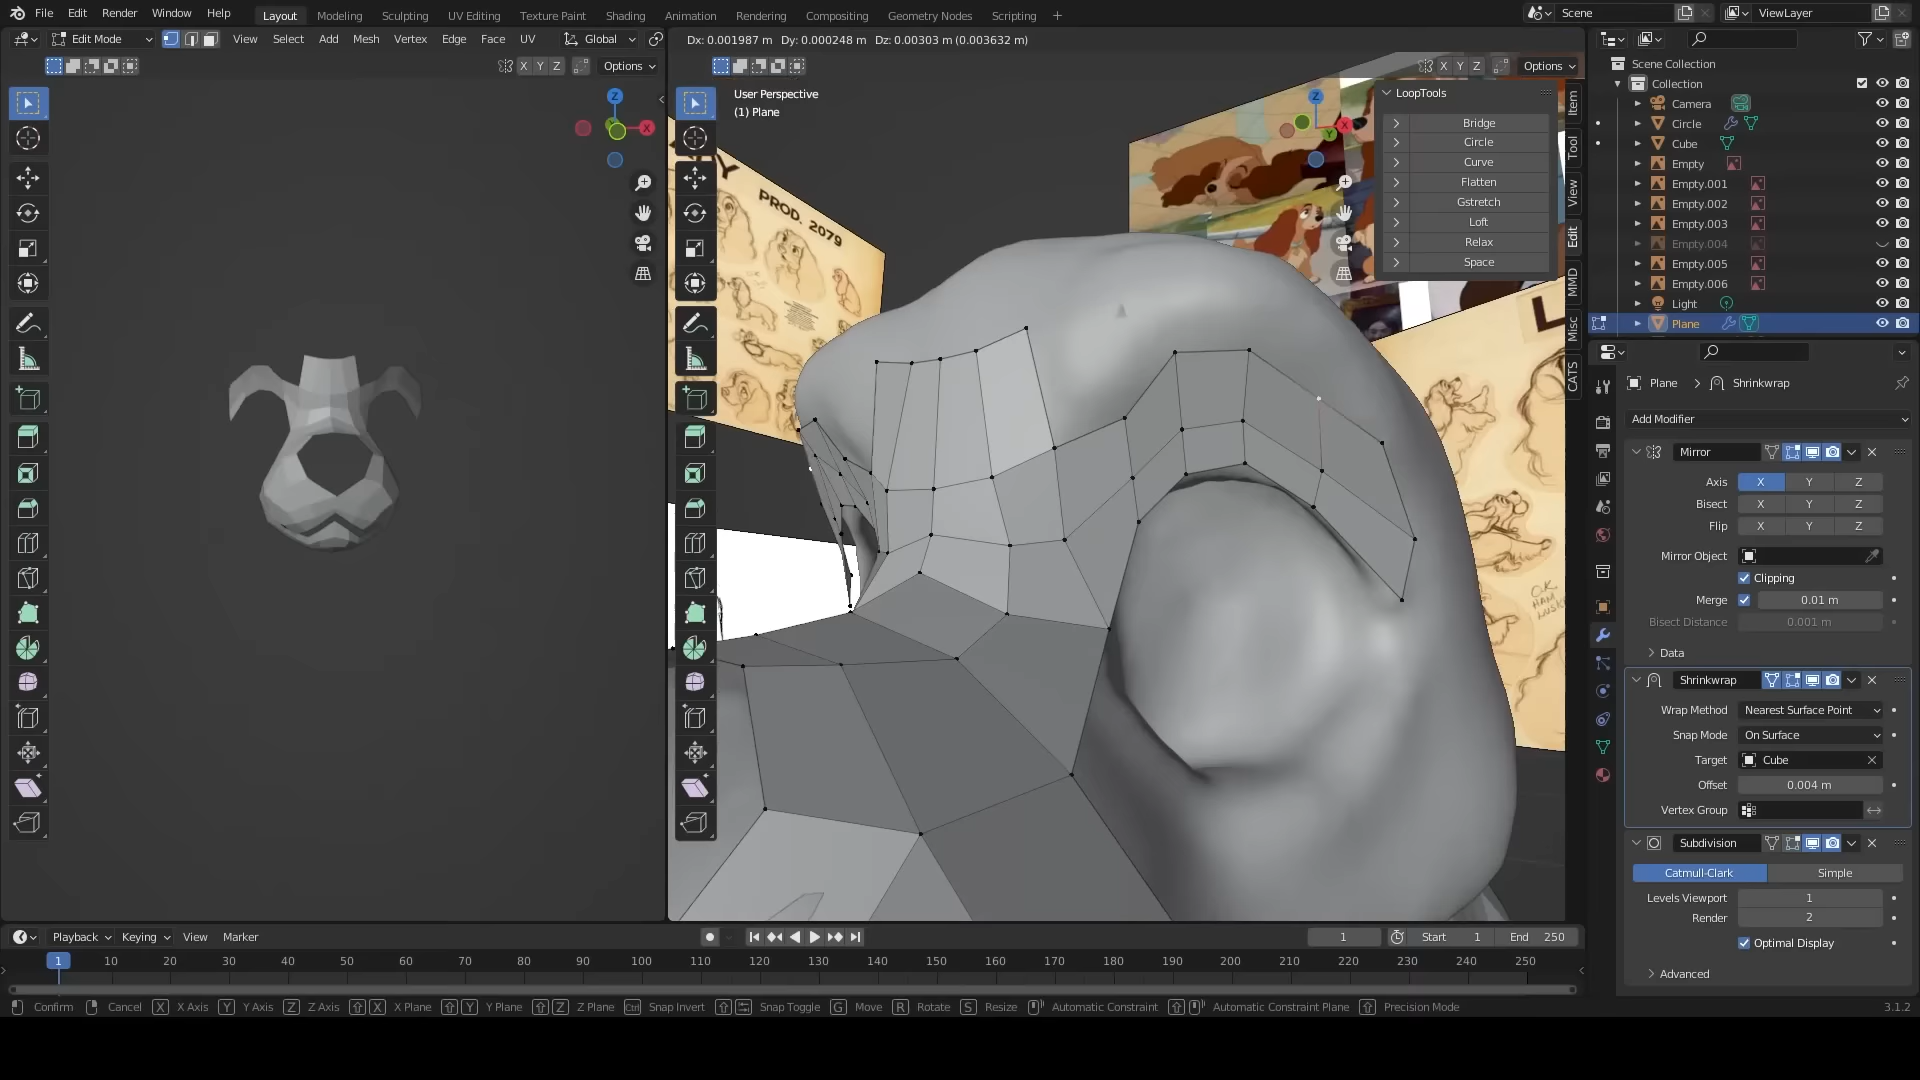 File Edit Render Window Help Layout Modeling Sculpting UV Editing Texture Paint Shading Animation Rendering Compositing Geometry Nodes Scripting + Scene ViewLayer
Edit Mode View Select Add Mesh Vertex Edge Face UV Global Dx: 0.001987 m Dy: 0.000248 m Dz: 0.00303 m (0.003632 m)
X Y Z Options X Y Z Options
User Perspective
(1) Plane
Z
X
Z
X
Y
PROD. 2079
LoopTools
Bridge
Circle
Curve
Flatten
Gstretch
Loft
Relax
Space
Item
Tool
View
Edit
MMD
Misc
CATS
Scene Collection
Collection
Camera
Circle
Cube
Empty
Empty.001
Empty.002
Empty.003
Empty.004
Empty.005
Empty.006
Light
Plane
Plane > Shrinkwrap
Add Modifier
Mirror
Axis X Y Z
Bisect X Y Z
Flip X Y Z
Mirror Object
Clipping
Merge 0.01 m
Bisect Distance 0.001 m
Data
Shrinkwrap
Wrap Method Nearest Surface Point
Snap Mode On Surface
Target Cube
Offset 0.004 m
Vertex Group
Subdivision
Catmull-Clark Simple
Levels Viewport 1
Render 2
Optimal Display
Advanced
Playback Keying View Marker 1 Start 1 End 250
1 10 20 30 40 50 60 70 80 90 100 110 120 130 140 150 160 170 180 190 200 210 220 230 240 250
Confirm Cancel X X Axis Y Y Axis Z Z Axis X X Plane Y Y Plane Z Z Plane Ctrl Snap Invert Snap Toggle G Move R Rotate S Resize Automatic Constraint Automatic Constraint Plane Precision Mode 3.1.2